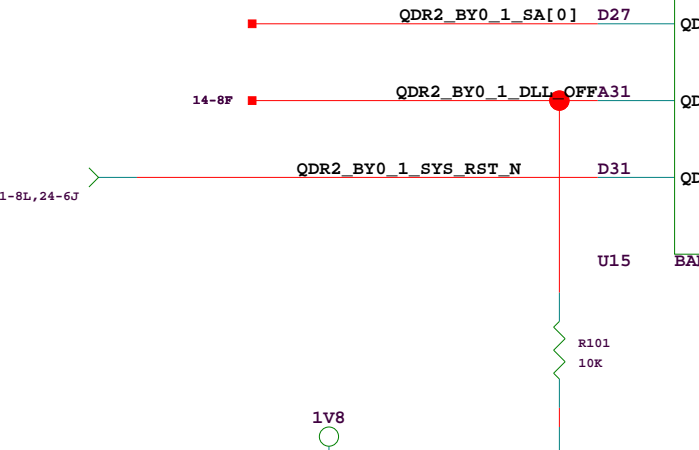 QDR2_BY0_1_SA[0] D27 QD
14-8F QDR2_BY0_1_DLL_OFF A31 QD
QDR2_BY0_1_SYS_RST_N D31 QD
1-8L,24-6J
U15 BA
R101
10K
1V8